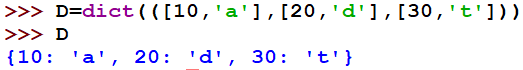 >>> D=dict(([10,'a'],[20,'d'],[30,'t']))
>>> D
{10: 'a', 20: 'd', 30: 't'}